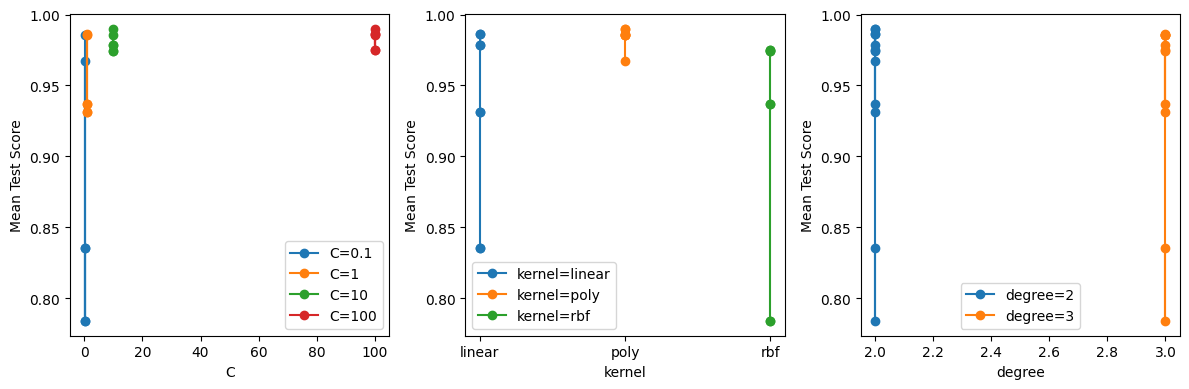 1.00
0.95
0.90
0.85
0.80
Mean Test Score
0 20 40 60 80 100
C
C=0.1
C=1
C=10
C=100
1.00
0.95
0.90
0.85
0.80
Mean Test Score
linear poly rbf
kernel
kernel=linear
kernel=poly
kernel=rbf
1.00
0.95
0.90
0.85
0.80
Mean Test Score
2.0 2.2 2.4 2.6 2.8 3.0
degree
degree=2
degree=3